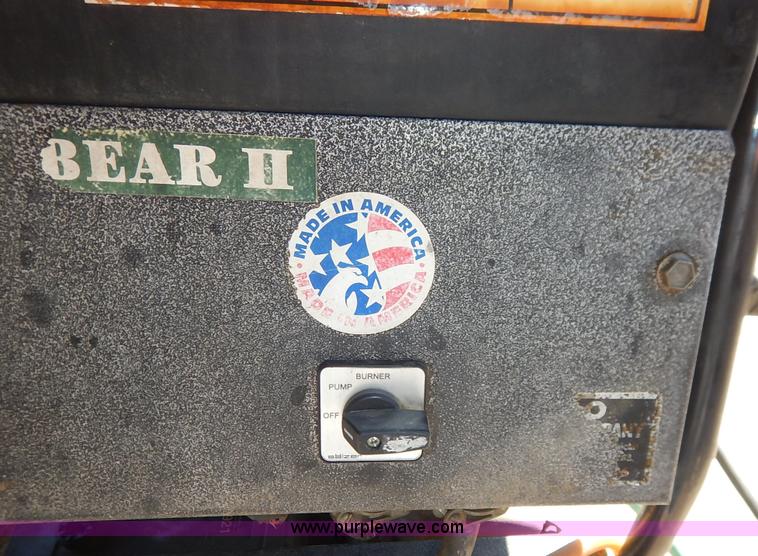 BEAR II
MADE IN AMERICA
MADE IN AMERICA
BURNER
PUMP
OFF
www.purplewave.com